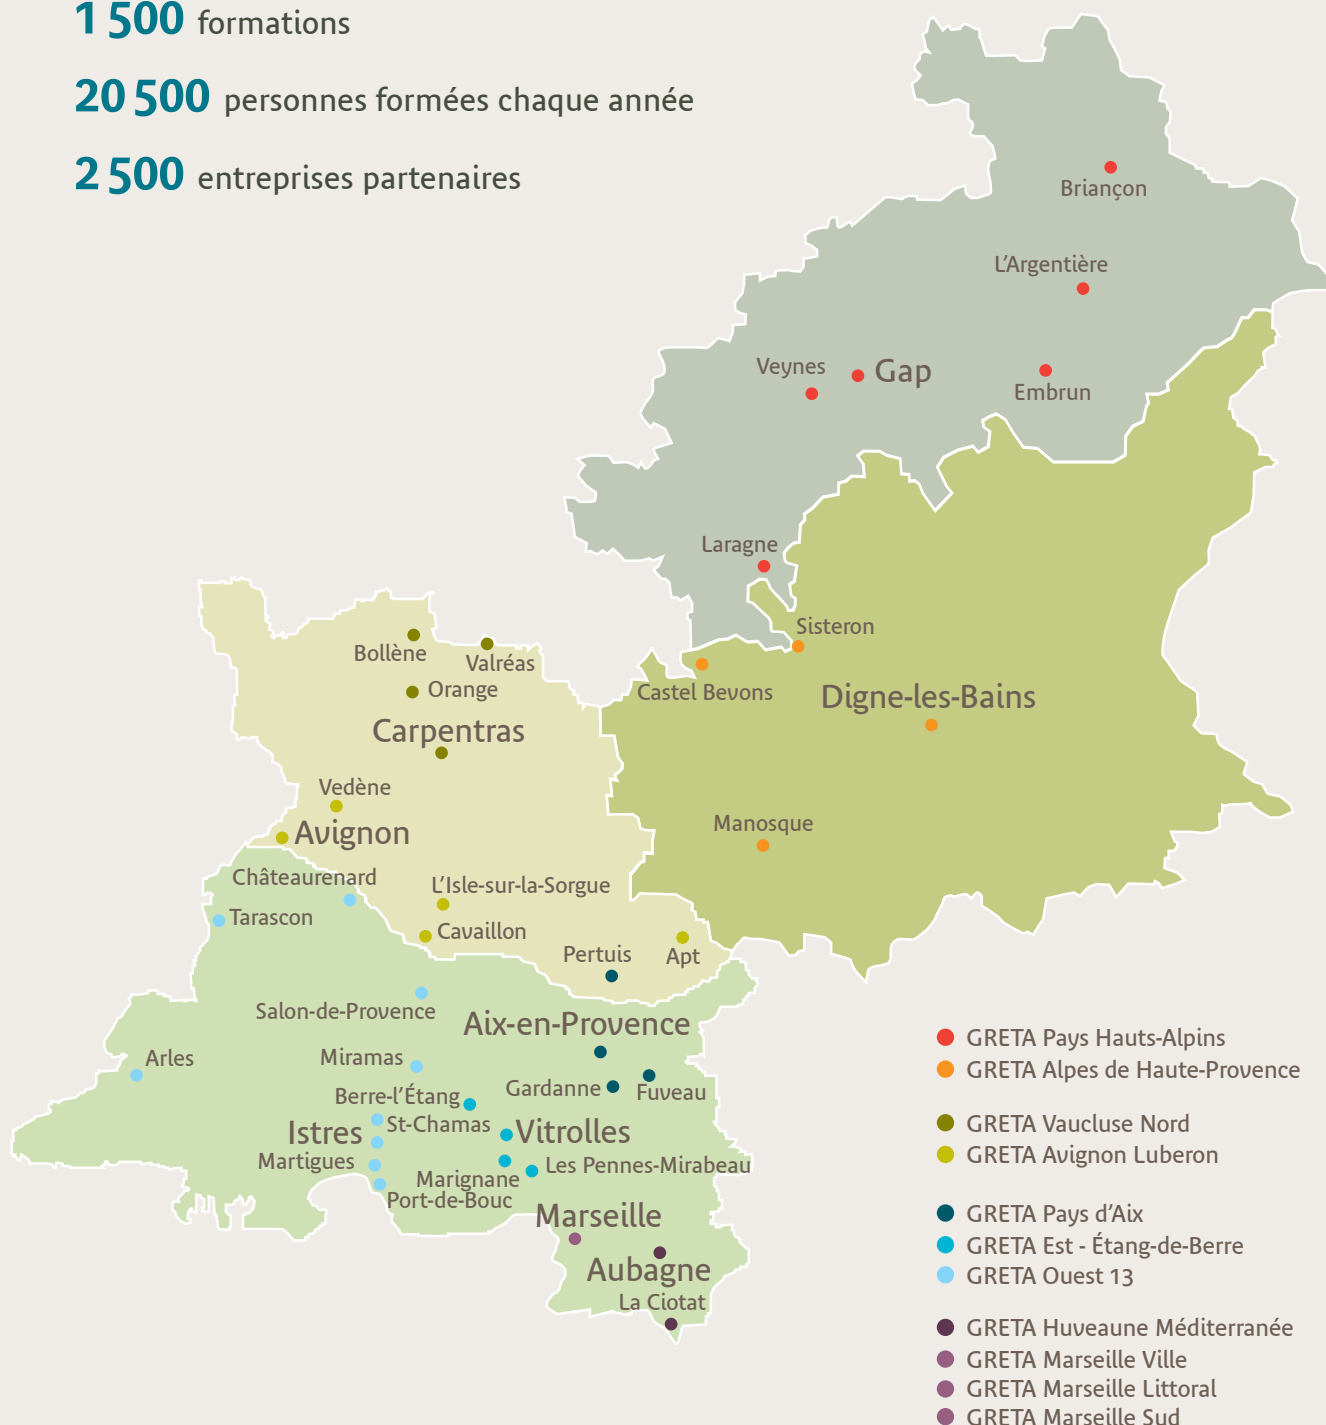 1 500 formations
20 500 personnes formées chaque année
2 500 entreprises partenaires
Briançon
L'Argentière
Veynes
Gap
Embrun
Laragne
Sisteron
Castel Bevons
Digne-les-Bains
Manosque
Bollène
Valréas
Orange
Carpentras
Vedène
Avignon
Châteaurenard
L'Isle-sur-la-Sorgue
Tarascon
Cavaillon
Pertuis
Apt
Salon-de-Provence
Aix-en-Provence
Arles
Miramas
Berre-l'Étang
Gardanne
Fuveau
St-Chamas
Istres
Vitrolles
Martigues
Les Pennes-Mirabeau
Marignane
Port-de-Bouc
Marseille
Aubagne
La Ciotat
GRETA Pays Hauts-Alpins
GRETA Alpes de Haute-Provence
GRETA Vaucluse Nord
GRETA Avignon Luberon
GRETA Pays d'Aix
GRETA Est - Étang-de-Berre
GRETA Ouest 13
GRETA Huveaune Méditerranée
GRETA Marseille Ville
GRETA Marseille Littoral
GRETA Marseille Sud